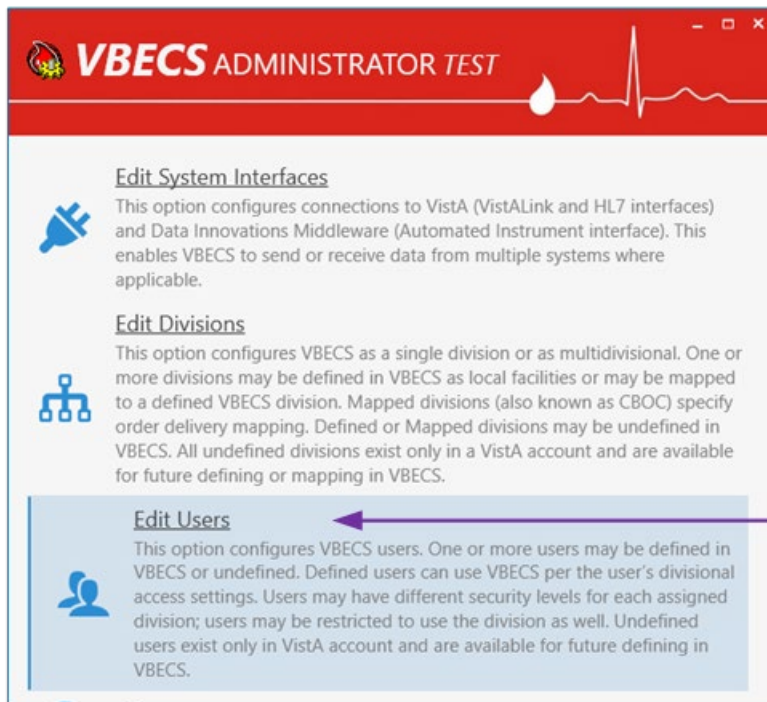 VBECS ADMINISTRATOR TEST
Edit System Interfaces
This option configures connections to VistA (VistALink and HL7 interfaces)
and Data Innovations Middleware (Automated Instrument interface). This
enables VBECS to send or receive data from multiple systems where
applicable.
Edit Divisions
This option configures VBECS as a single division or as multidivisional. One or
more divisions may be defined in VBECS as local facilities or may be mapped
to a defined VBECS division. Mapped divisions (also known as CBOC) specify
order delivery mapping. Defined or Mapped divisions may be undefined in
VBECS. All undefined divisions exist only in a VistA account and are available
for future defining or mapping in VBECS.
Edit Users
This option configures VBECS users. One or more users may be defined in
VBECS or undefined. Defined users can use VBECS per the user's divisional
access settings. Users may have different security levels for each assigned
division; users may be restricted to use the division as well. Undefined
users exist only in VistA account and are available for future defining in
VBECS.